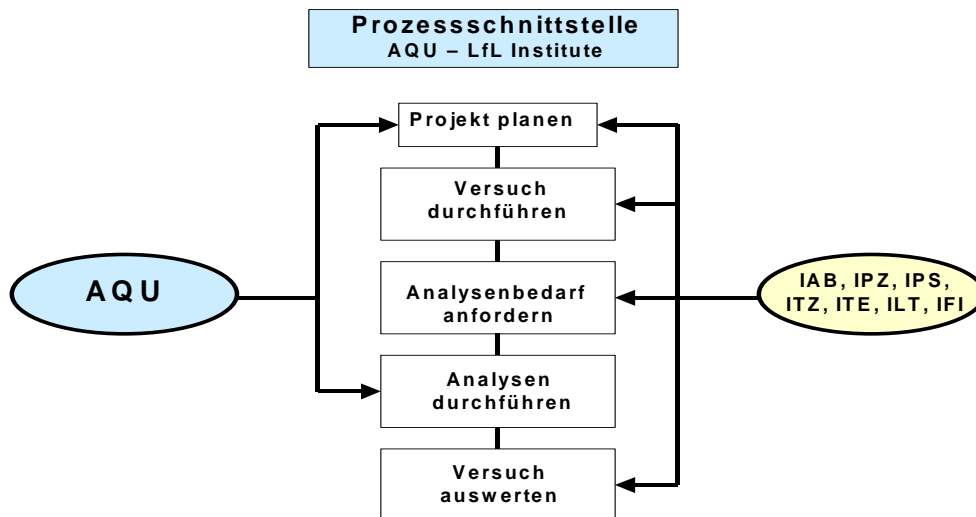 Prozessschnittstelle
AQU – LfL Institute
Projekt planen
Versuch
durchführen
AQU
Analysenbedarf
anfordern
IAB, IPZ, IPS,
ITZ, ITE, ILT, IFI
Analysen
durchführen
Versuch
auswerten